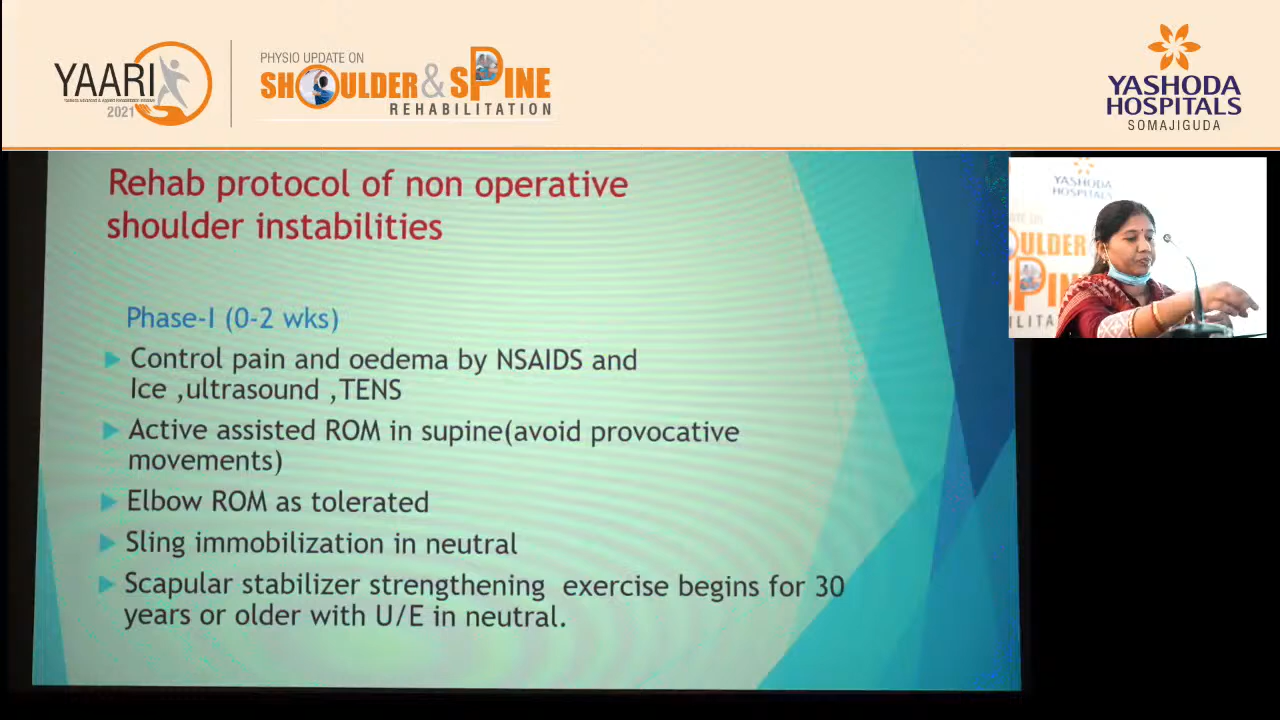 YAARI
2021
PHYSIO UPDATE ON
SHOULDER & SPINE
REHABILITATION
YASHODA
HOSPITALS
SOMAJIGUDA
Rehab protocol of non operative
shoulder instabilities
Phase-I (0-2 wks)
Control pain and oedema by NSAIDS and
Ice ,ultrasound ,TENS
Active assisted ROM in supine(avoid provocative
movements)
Elbow ROM as tolerated
Sling immobilization in neutral
Scapular stabilizer strengthening exercise begins for 30
years or older with U/E in neutral.
YASHODA
HOSPITALS
OULDER